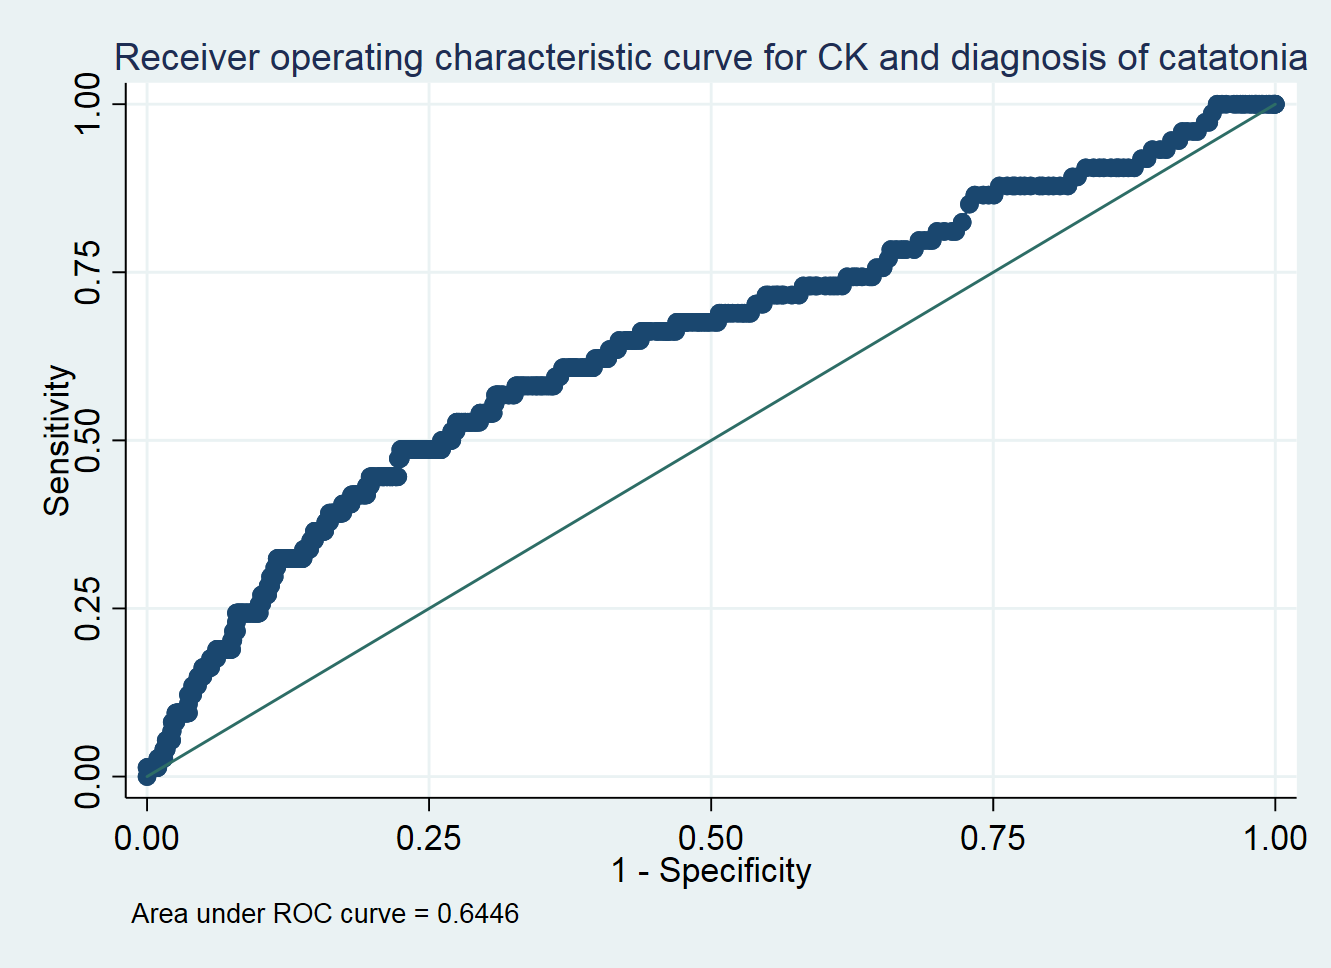 Receiver operating characteristic curve for CK and diagnosis of catatonia
1.00
0.75
0.50
0.25
0.00
Sensitivity
0.00 0.25 0.50 0.75 1.00
1 - Specificity
Area under ROC curve = 0.6446